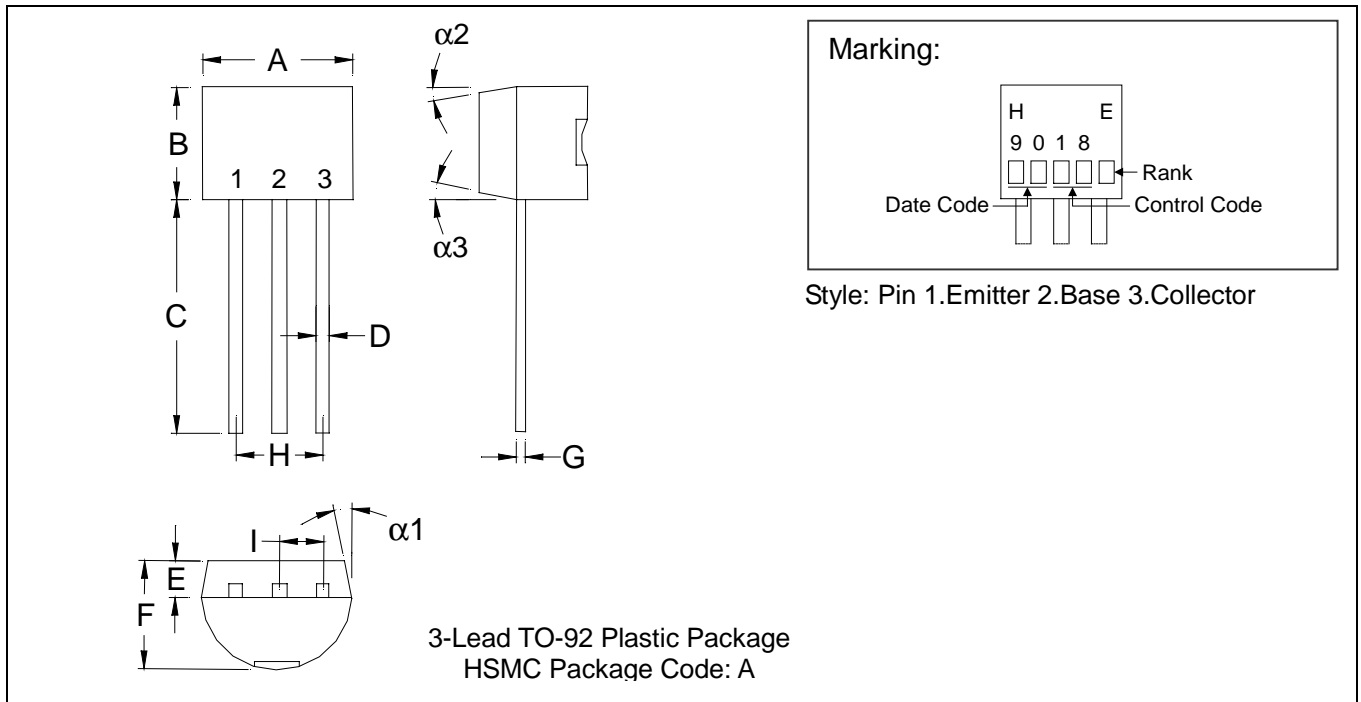 α2
A
B
1 2 3
α3
C
D
H
G
α1
I
E
F
3-Lead TO-92 Plastic Package
HSMC Package Code: A
Marking:
H E
9 0 1 8
Rank
Date Code
Control Code
Style: Pin 1.Emitter 2.Base 3.Collector